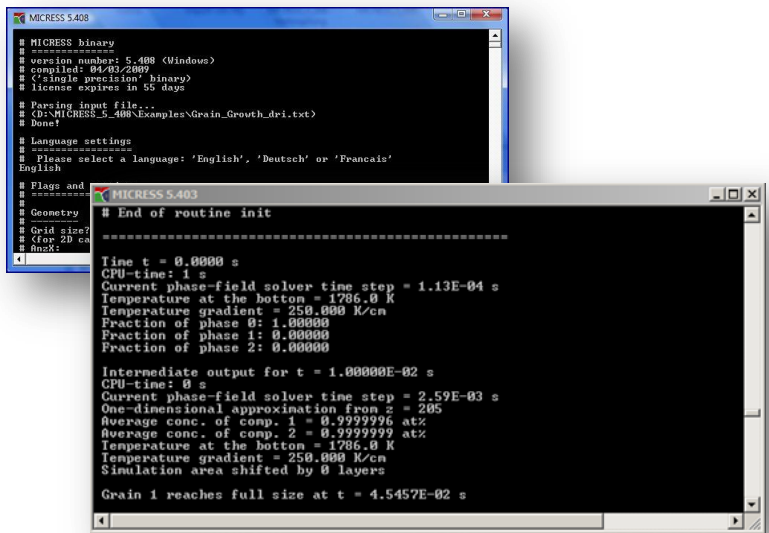 MICRESS 5.408
# MICRESS binary
# ==============
# version number: 5.408 (Windows)
# compiled: 04/03/2009
# ('single precision' binary)
# license expires in 55 days
# Parsing input file...
# (D:\MICRESS_5_408\Examples\Grain_Growth_dri.txt)
# Done!
# Language settings
# =================
# Please select a language: 'English', 'Deutsch' or 'Francais'
English
# Flags and
# Geometry
# Grid size?
# (for 2D ca
# AnzX:
MICRESS 5.403
# End of routine init
==================================================
Time t = 0.0000 s
CPU-time: 1 s
Current phase-field solver time step = 1.13E-04 s
Temperature at the bottom = 1786.0 K
Temperature gradient = 250.000 K/cm
Fraction of phase 0: 1.00000
Fraction of phase 1: 0.00000
Fraction of phase 2: 0.00000
Intermediate output for t = 1.00000E-02 s
CPU-time: 0 s
Current phase-field solver time step = 2.59E-03 s
One-dimensional approximation from z = 205
Average conc. of comp. 1 = 0.9999996 at%
Average conc. of comp. 2 = 0.9999999 at%
Temperature at the bottom = 1786.0 K
Temperature gradient = 250.000 K/cm
Simulation area shifted by 0 layers
Grain 1 reaches full size at t = 4.5457E-02 s